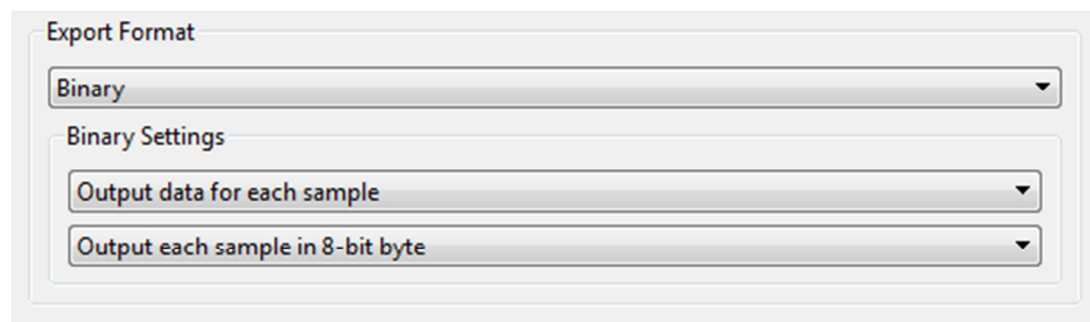 Export Format
Binary
Binary Settings
Output data for each sample
Output each sample in 8-bit byte